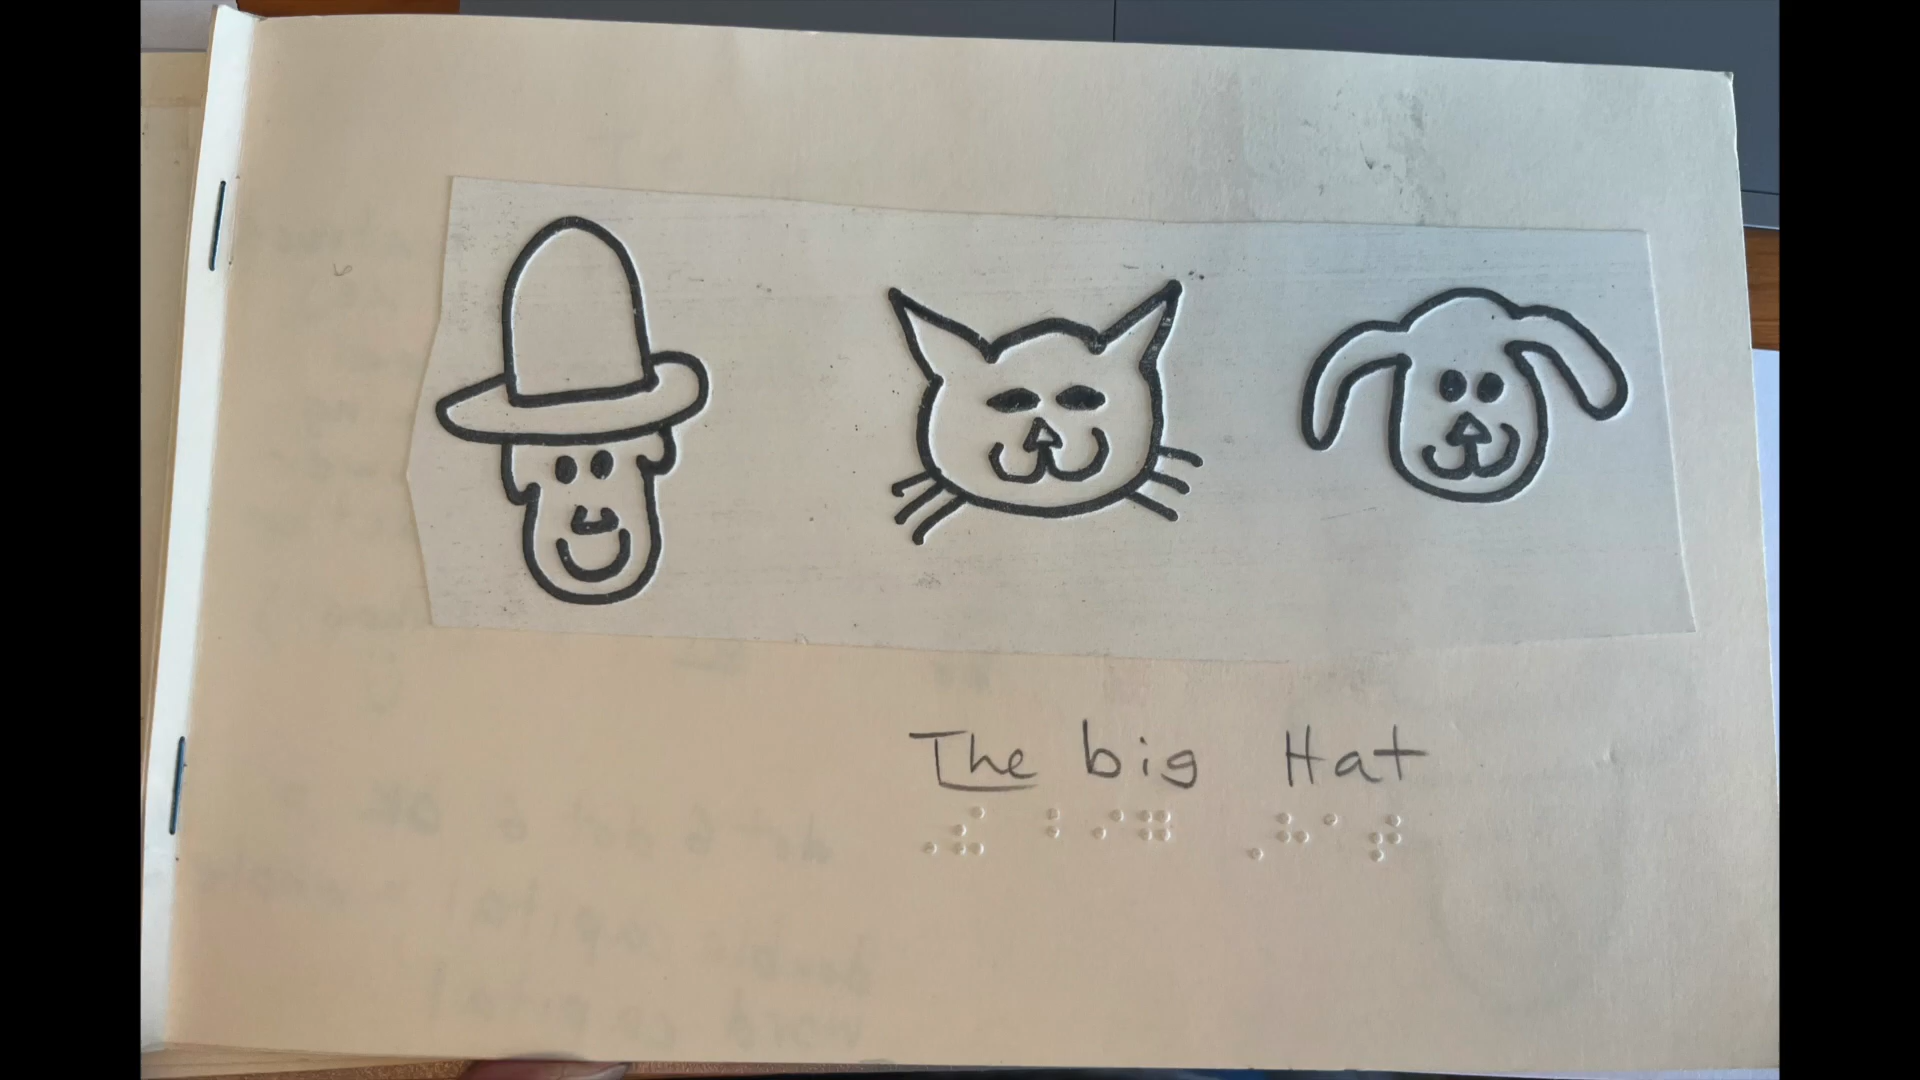 The big Hat
⠠⠮ ⠃⠊⠛ ⠠⠓⠁⠞